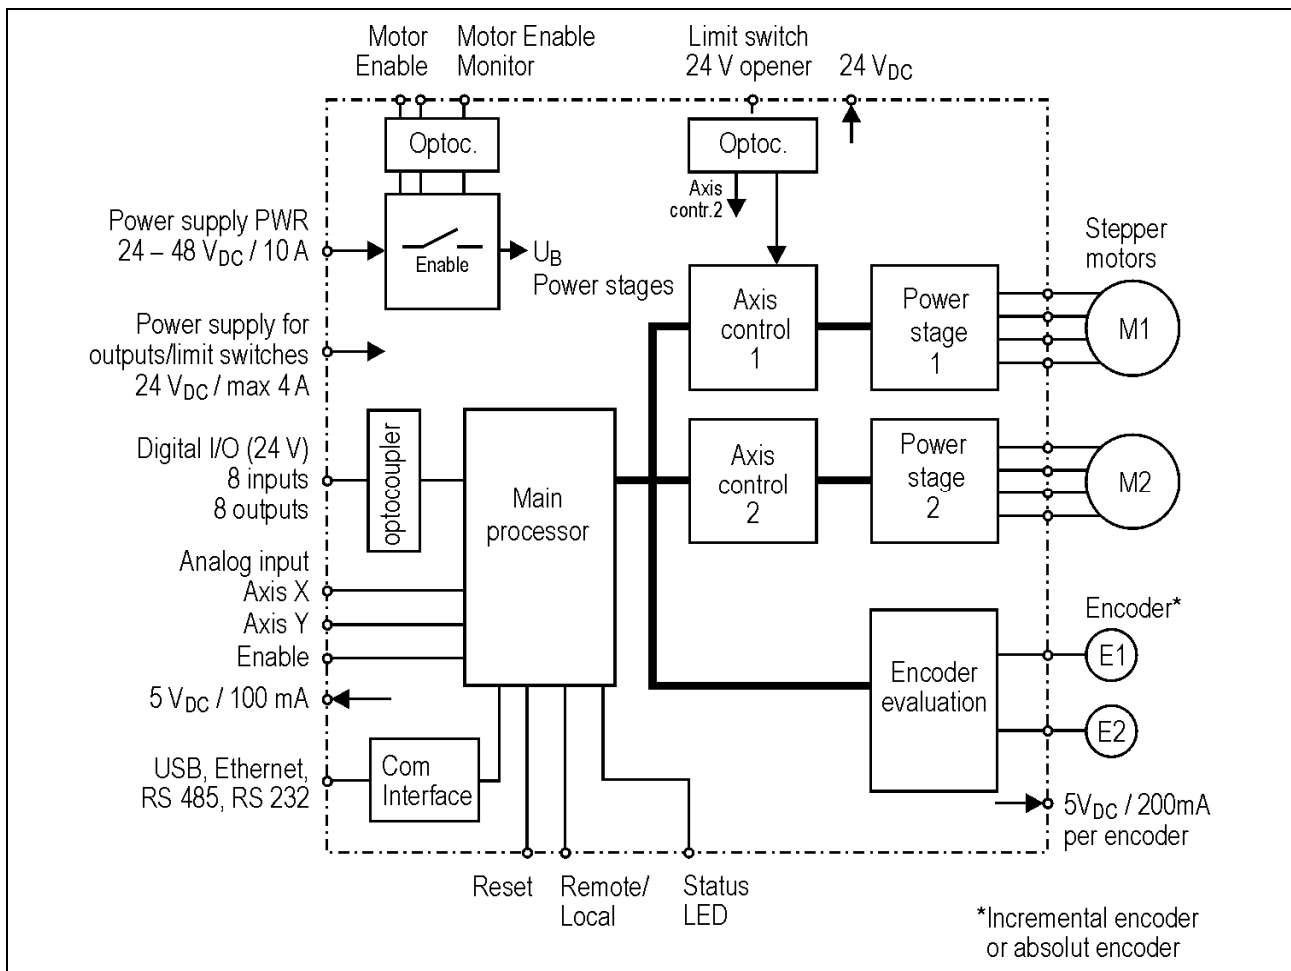 Motor
Enable
Motor Enable
Monitor
Limit switch
24 V opener
24 VDC
Optoc.
Optoc.
Axis
contr.2
Power supply PWR
24 – 48 VDC / 10 A
Enable
UB
Power stages
Stepper
motors
Axis
control
1
Power
stage
1
M1
Power supply for
outputs/limit switches
24 VDC / max 4 A
Digital I/O (24 V)
8 inputs
8 outputs
optocoupler
Main
processor
Axis
control
2
Power
stage
2
M2
Analog input
Axis X
Axis Y
Enable
5 VDC / 100 mA
Encoder*
Encoder
evaluation
E1
E2
USB, Ethernet,
RS 485, RS 232
Com
Interface
5VDC / 200mA
per encoder
Reset
Remote/
Local
Status
LED
*Incremental encoder
or absolut encoder